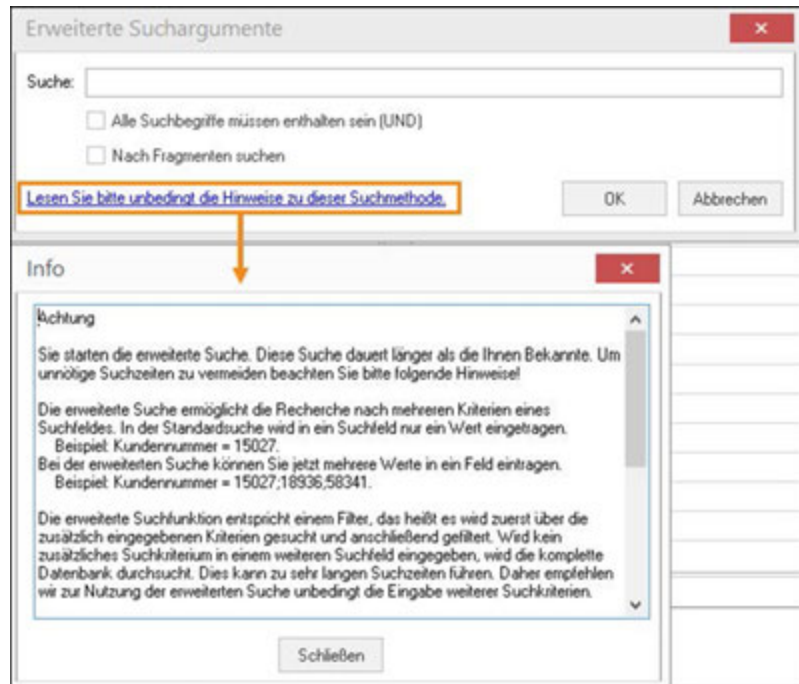 Erweiterte Suchargumente
Suche:
Alle Suchbegriffe müssen enthalten sein (UND)
Nach Fragmenten suchen
Lesen Sie bitte unbedingt die Hinweise zu dieser Suchmethode.
OK
Abbrechen
Info
Achtung
Sie starten die erweiterte Suche. Diese Suche dauert länger als die Ihnen Bekannte. Um
unnötige Suchzeiten zu vermeiden beachten Sie bitte folgende Hinweise!
Die erweiterte Suche ermöglicht die Recherche nach mehreren Kriterien eines
Suchfeldes. In der Standardsuche wird in ein Suchfeld nur ein Wert eingetragen.
Beispiel: Kundennummer = 15027.
Bei der erweiterten Suche können Sie jetzt mehrere Werte in ein Feld eintragen.
Beispiel: Kundennummer = 15027;18936;58341.
Die erweiterte Suchfunktion entspricht einem Filter, das heißt es wird zuerst über die
zusätzlich eingegebenen Kriterien gesucht und anschließend gefiltert. Wird kein
zusätzliches Suchkriterium in einem weiteren Suchfeld eingegeben, wird die komplette
Datenbank durchsucht. Dies kann zu sehr langen Suchzeiten führen. Daher empfehlen
wir zur Nutzung der erweiterten Suche unbedingt die Eingabe weiterer Suchkriterien.
Schließen